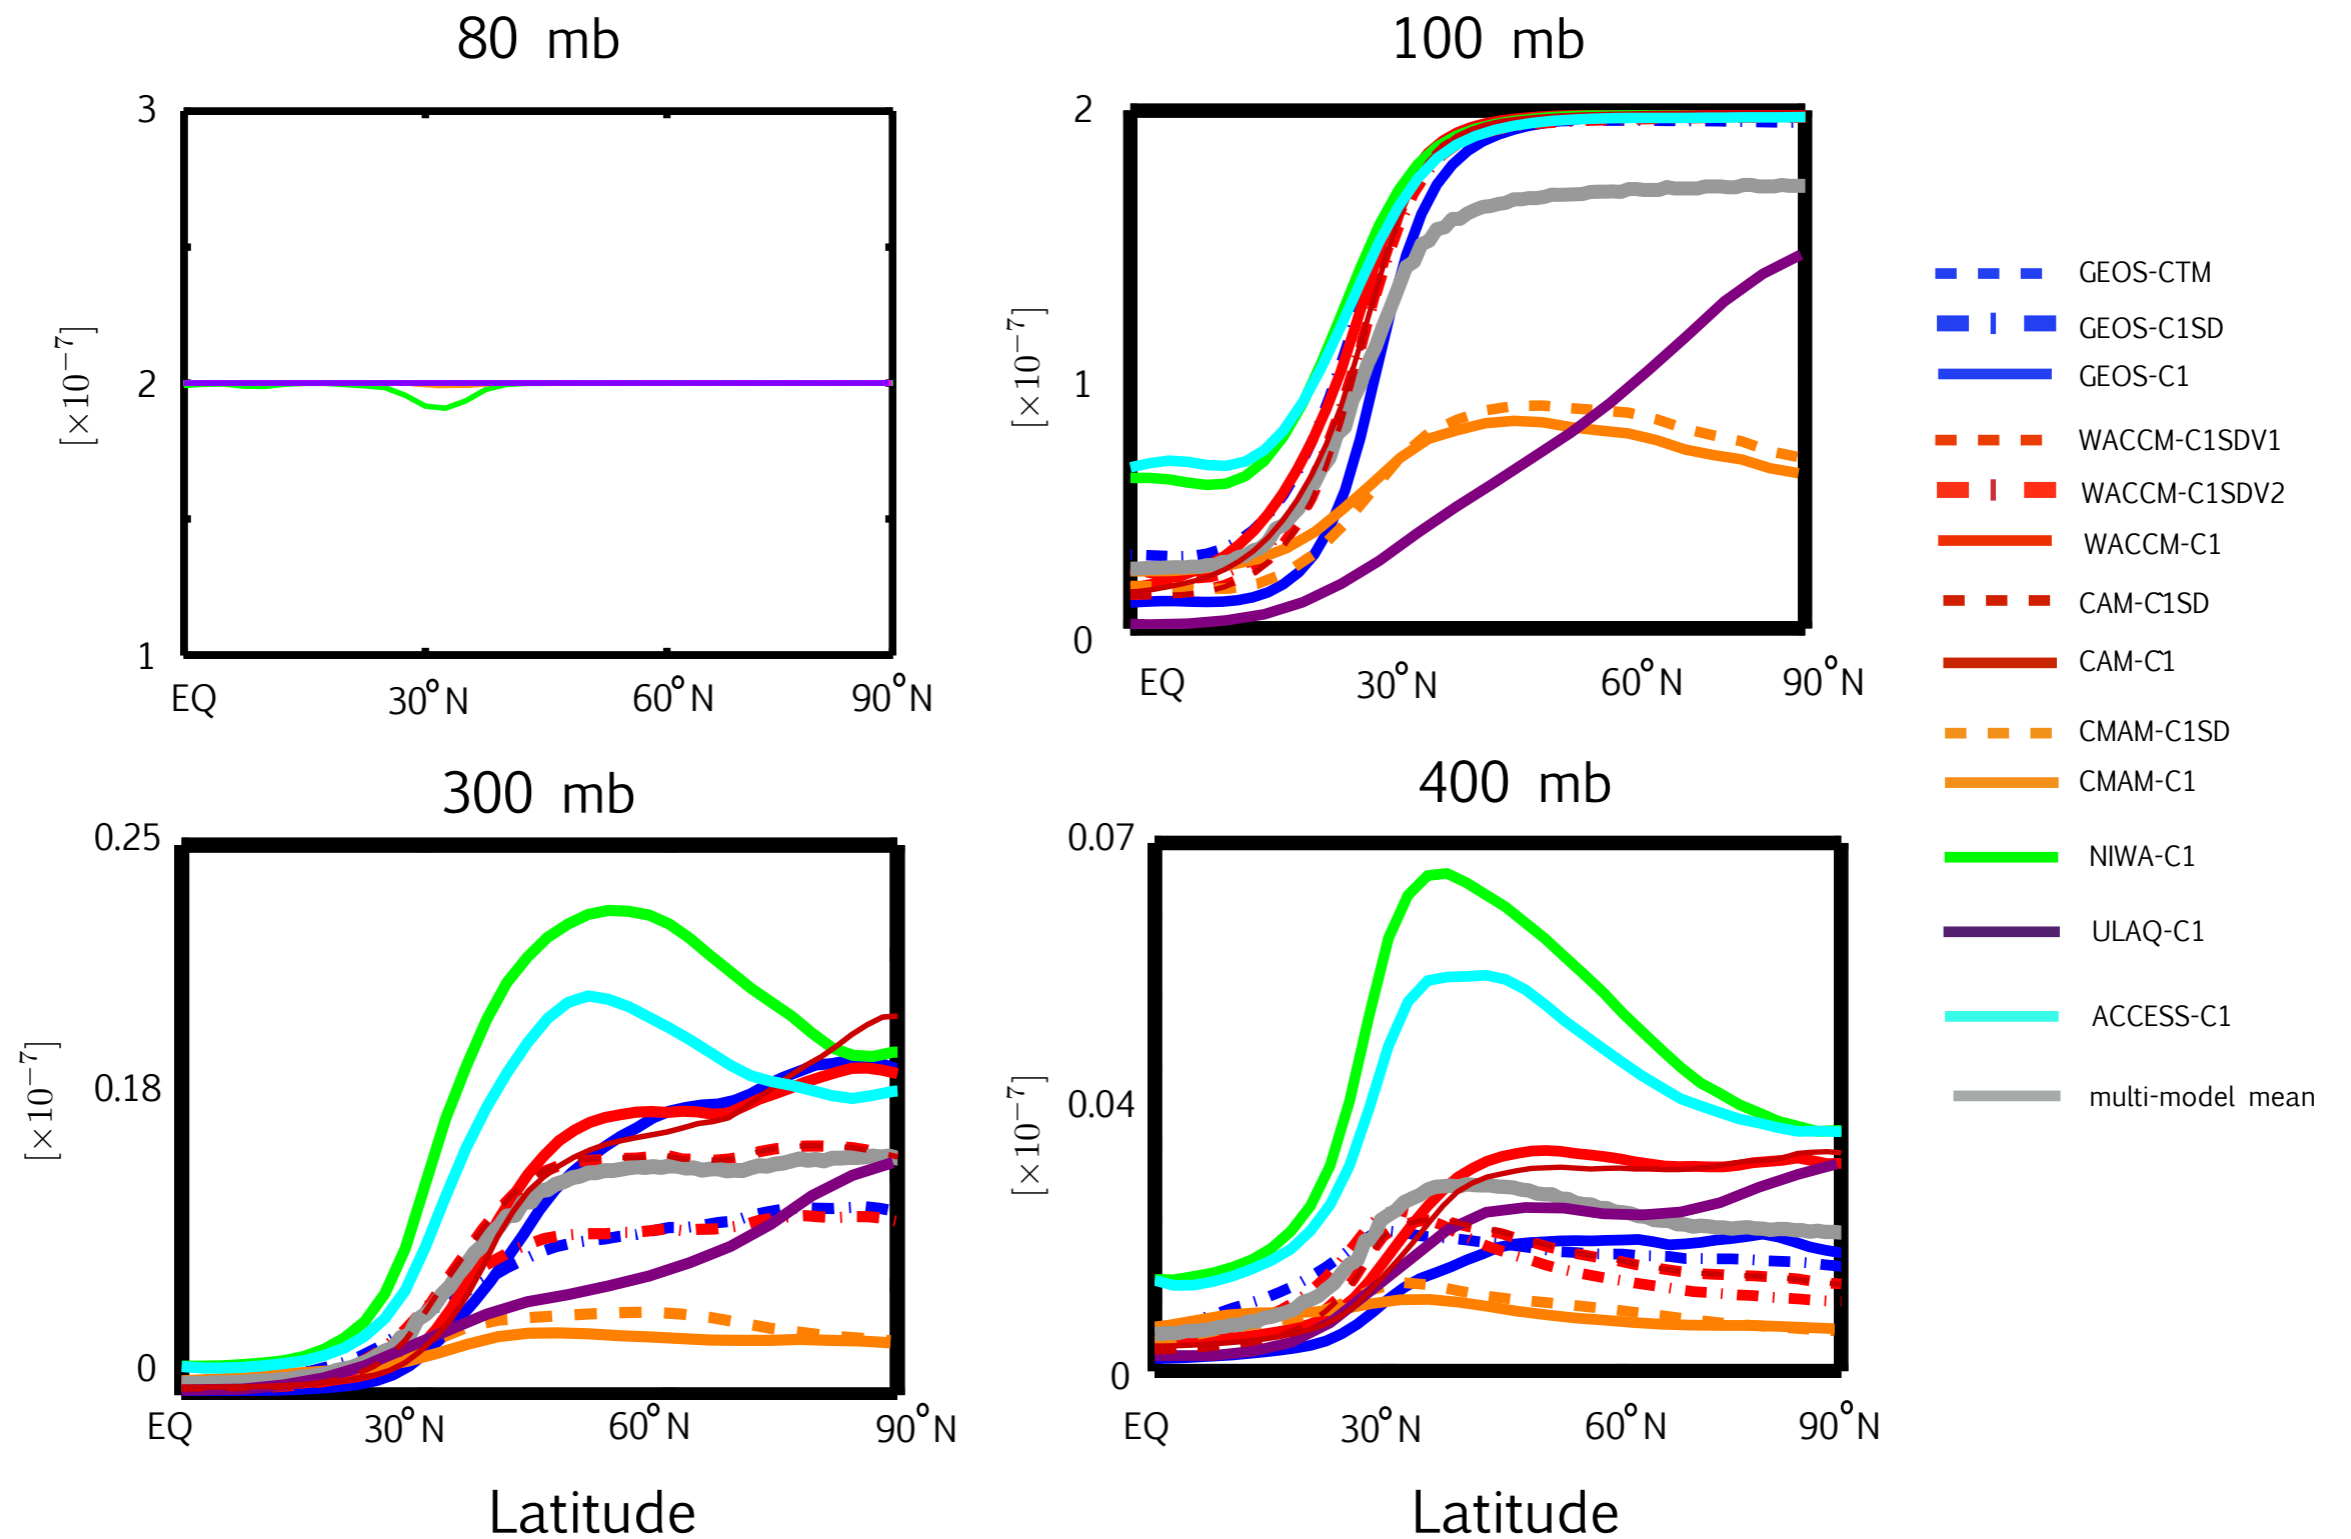 80 mb
3
2
1
[×10⁻⁷]
EQ 30°N 60°N 90°N
100 mb
2
1
0
[×10⁻⁷]
EQ 30°N 60°N 90°N
300 mb
0.25
0.18
0
[×10⁻⁷]
EQ 30°N 60°N 90°N
Latitude
400 mb
0.07
0.04
0
[×10⁻⁷]
EQ 30°N 60°N 90°N
Latitude
GEOS-CTM
GEOS-C1SD
GEOS-C1
WACCM-C1SDV1
WACCM-C1SDV2
WACCM-C1
CAM-C1SD
CAM-C1
CMAM-C1SD
CMAM-C1
NIWA-C1
ULAQ-C1
ACCESS-C1
multi-model mean